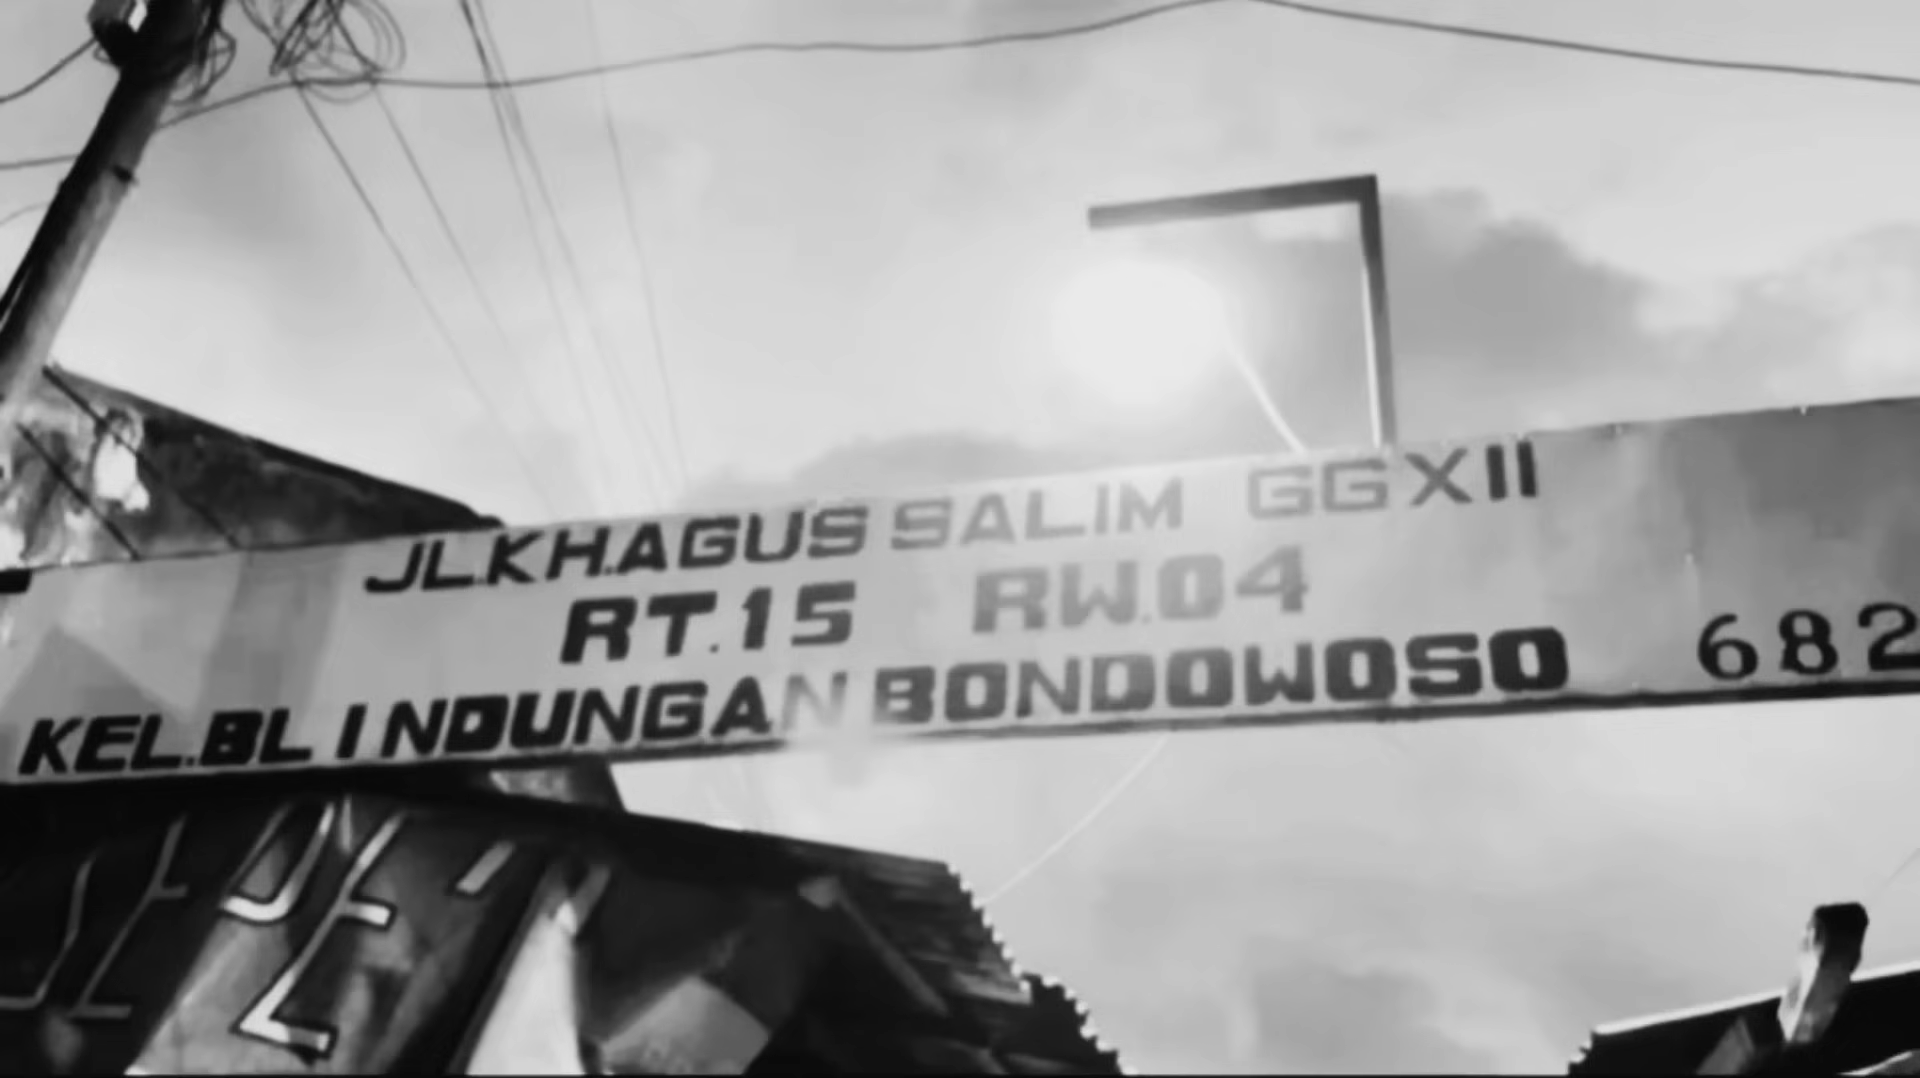 JL.KH.AGUS SALIM GG XII
RT.15 RW.04
KEL.BLINDUNGAN BONDOWOSO 682